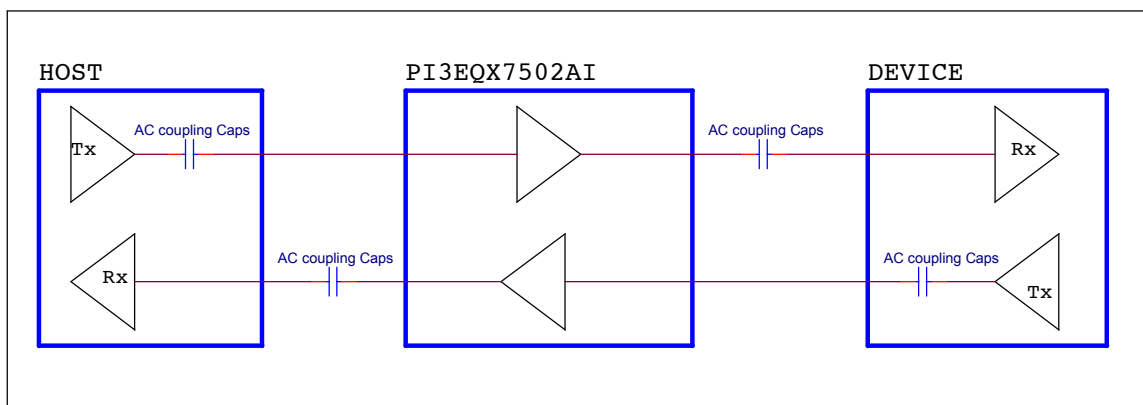 HOST
PI3EQX7502AI
DEVICE
AC coupling Caps
AC coupling Caps
Tx
Rx
AC coupling Caps
AC coupling Caps
Rx
Tx